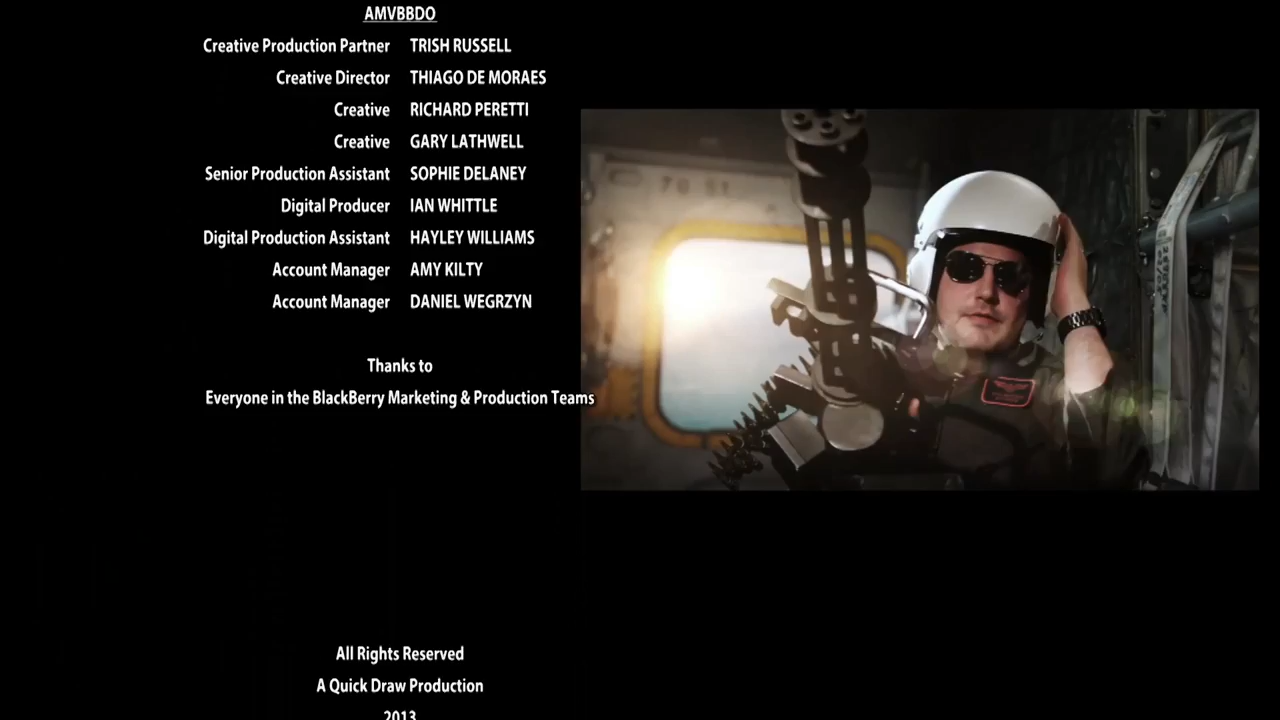 AMVBBDO
Creative Production Partner TRISH RUSSELL
Creative Director THIAGO DE MORAES
Creative RICHARD PERETTI
Creative GARY LATHWELL
Senior Production Assistant SOPHIE DELANEY
Digital Producer IAN WHITTLE
Digital Production Assistant HAYLEY WILLIAMS
Account Manager AMY KILTY
Account Manager DANIEL WEGRZYN
Thanks to
Everyone in the BlackBerry Marketing & Production Teams
All Rights Reserved
A Quick Draw Production
2013